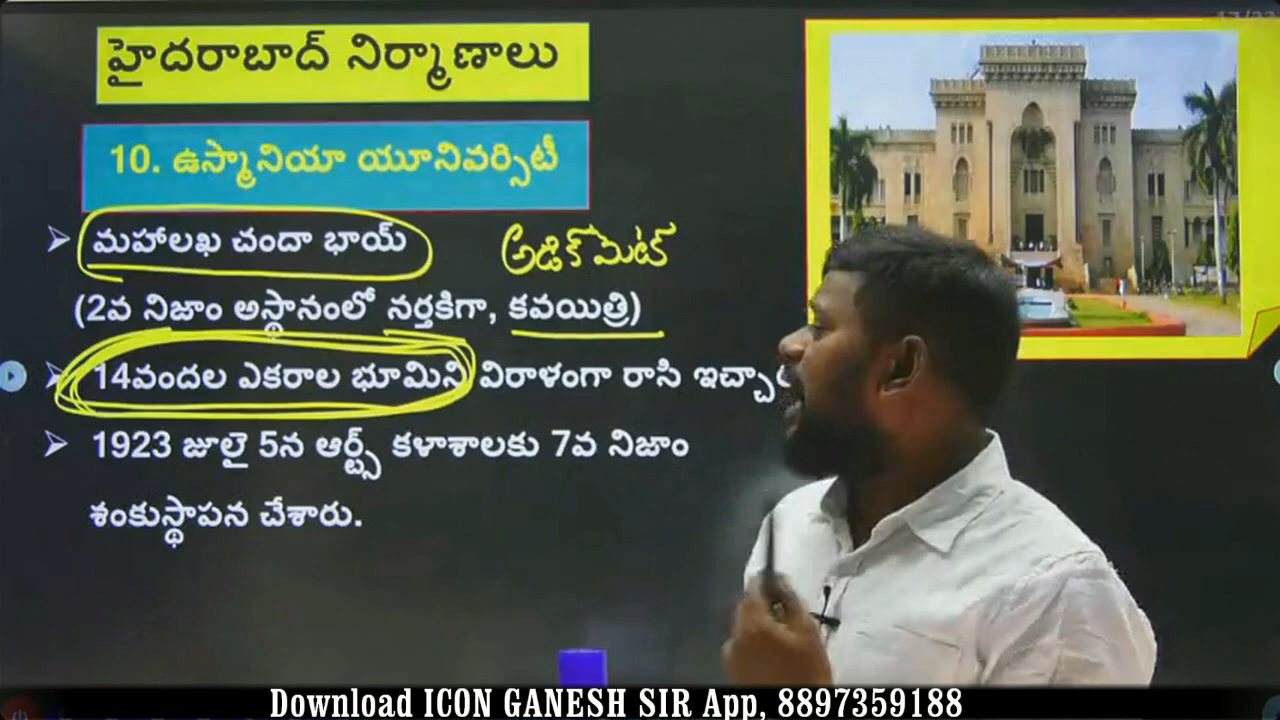 హైదరాబాద్ నిర్మాణాలు
10. ఉస్మానియా యూనివర్సిటీ
మహాలఖ చందా భాయ్ అడిక్ మెట్
(2వ నిజాం అస్థానంలో నర్తకిగా, కవయిత్రి)
14వందల ఎకరాల భూమిని విరాళంగా రాసి
1923 జూలై 5న ఆర్ట్స్ కళాశాలకు 7వ నిజాం
శంకుస్థాపన చేశారు.
Download ICON GANESH SIR App, 8897359188